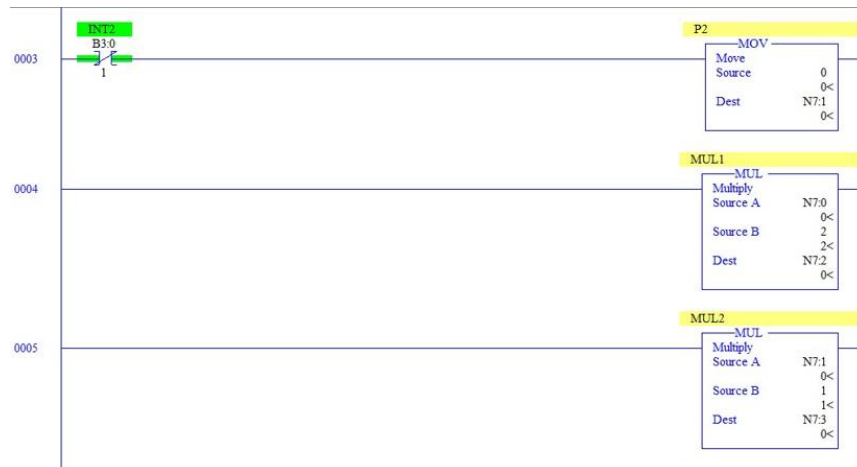 INT2
B3:0
1
0003
P2
MOV
Move
Source 0
0<
Dest N7:1
0<
MUL1
0004
MUL
Multiply
Source A N7:0
0<
Source B 2
2<
Dest N7:2
0<
MUL2
0005
MUL
Multiply
Source A N7:1
0<
Source B 1
1<
Dest N7:3
0<